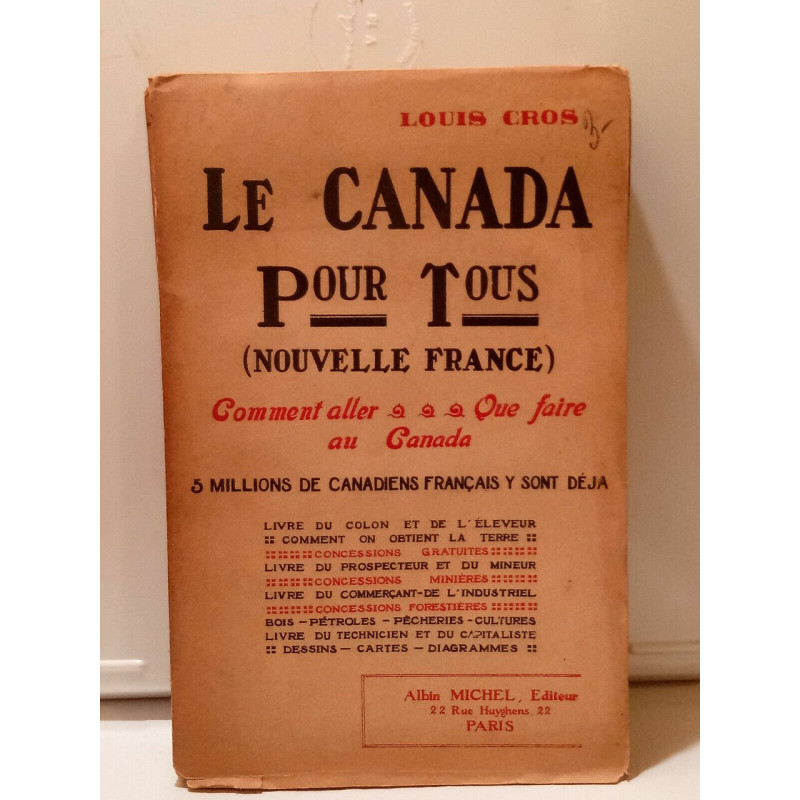 LOUIS CROS
LE CANADA
POUR TOUS
(NOUVELLE FRANCE)
Comment aller Que faire
au Canada
5 MILLIONS DE CANADIENS FRANÇAIS Y SONT DÉJA
LIVRE DU COLON ET DE L'ÉLEVEUR
COMMENT ON OBTIENT LA TERRE
CONCESSIONS GRATUITES
LIVRE DU PROSPECTEUR ET DU MINEUR
CONCESSIONS MINIÈRES
LIVRE DU COMMERÇANT-DE L'INDUSTRIEL
CONCESSIONS FORESTIÈRES
BOIS - PÉTROLES - PÊCHERIES - CULTURES
LIVRE DU TECHNICIEN ET DU CAPITALISTE
DESSINS - CARTES - DIAGRAMMES
Albin MICHEL, Editeur
22 Rue Huyghens, 22
PARIS